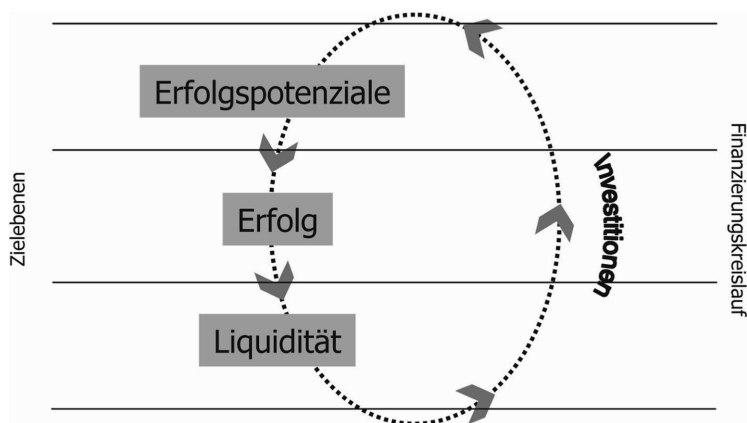 Zielebenen
Erfolgspotenziale
Erfolg
Liquidität
Investitionen
Finanzierungskreislauf